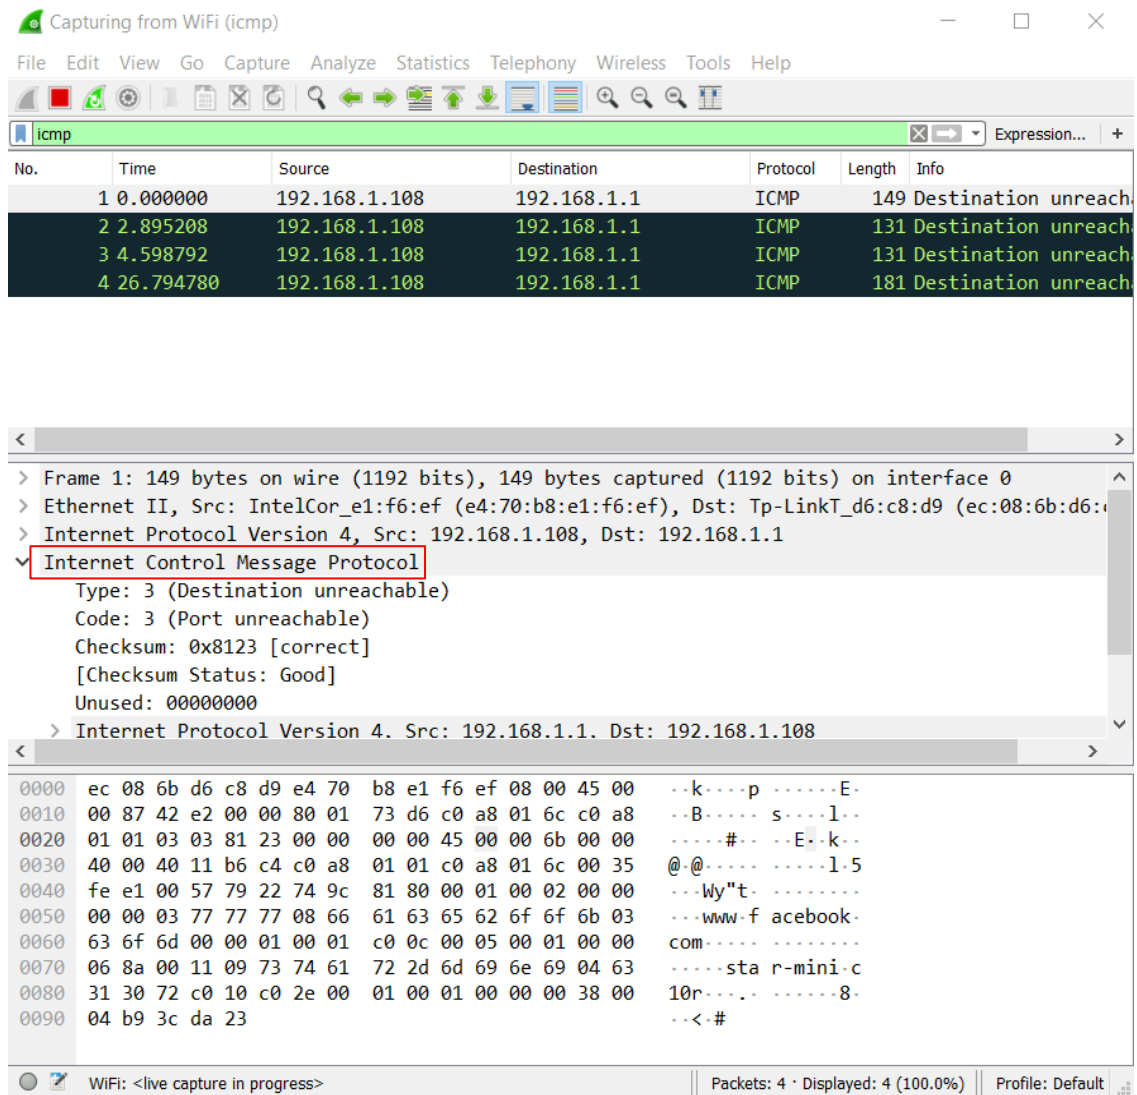 Capturing from WiFi (icmp)
File Edit View Go Capture Analyze Statistics Telephony Wireless Tools Help
icmp Expression... +
No. Time Source Destination Protocol Length Info
1 0.000000 192.168.1.108 192.168.1.1 ICMP 149 Destination unreach
2 2.895208 192.168.1.108 192.168.1.1 ICMP 131 Destination unreach
3 4.598792 192.168.1.108 192.168.1.1 ICMP 131 Destination unreach
4 26.794780 192.168.1.108 192.168.1.1 ICMP 181 Destination unreach
Frame 1: 149 bytes on wire (1192 bits), 149 bytes captured (1192 bits) on interface 0
Ethernet II, Src: IntelCor_e1:f6:ef (e4:70:b8:e1:f6:ef), Dst: Tp-LinkT_d6:c8:d9 (ec:08:6b:d6:
Internet Protocol Version 4, Src: 192.168.1.108, Dst: 192.168.1.1
Internet Control Message Protocol
Type: 3 (Destination unreachable)
Code: 3 (Port unreachable)
Checksum: 0x8123 [correct]
[Checksum Status: Good]
Unused: 00000000
Internet Protocol Version 4, Src: 192.168.1.1, Dst: 192.168.1.108
0000 ec 08 6b d6 c8 d9 e4 70 b8 e1 f6 ef 08 00 45 00 ··k····p ······E·
0010 00 87 42 e2 00 00 80 01 73 d6 c0 a8 01 6c c0 a8 ··B····· s····l··
0020 01 01 03 03 81 23 00 00 00 00 45 00 00 6b 00 00 ·····#·· ··E··k··
0030 40 00 40 11 b6 c4 c0 a8 01 01 c0 a8 01 6c 00 35 @·@····· ·····l·5
0040 fe e1 00 57 79 22 74 9c 81 80 00 01 00 02 00 00 ···Wy"t· ········
0050 00 00 03 77 77 77 08 66 61 63 65 62 6f 6f 6b 03 ···www·f acebook·
0060 63 6f 6d 00 00 01 00 01 c0 0c 00 05 00 01 00 00 com····· ········
0070 06 8a 00 11 09 73 74 61 72 2d 6d 69 6e 69 04 63 ·····sta r-mini·c
0080 31 30 72 c0 10 c0 2e 00 01 00 01 00 00 00 38 00 10r···.· ······8·
0090 04 b9 3c da 23 ··<·#
WiFi: <live capture in progress> Packets: 4 · Displayed: 4 (100.0%) Profile: Default